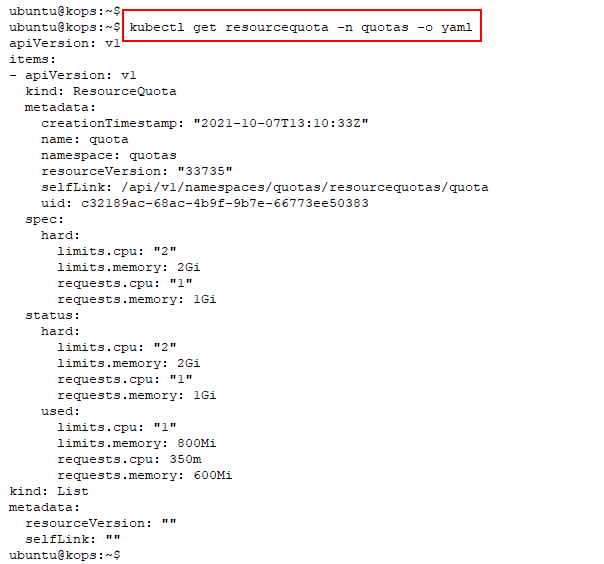 ubuntu@kops:~$
ubuntu@kops:~$ kubectl get resourcequota -n quotas -o yaml
apiVersion: v1
items:
- apiVersion: v1
  kind: ResourceQuota
  metadata:
    creationTimestamp: "2021-10-07T13:10:33Z"
    name: quota
    namespace: quotas
    resourceVersion: "33735"
    selfLink: /api/v1/namespaces/quotas/resourcequotas/quota
    uid: c32189ac-68ac-4b9f-9b7e-66773ee50383
  spec:
    hard:
      limits.cpu: "2"
      limits.memory: 2Gi
      requests.cpu: "1"
      requests.memory: 1Gi
  status:
    hard:
      limits.cpu: "2"
      limits.memory: 2Gi
      requests.cpu: "1"
      requests.memory: 1Gi
    used:
      limits.cpu: "1"
      limits.memory: 800Mi
      requests.cpu: 350m
      requests.memory: 600Mi
kind: List
metadata:
  resourceVersion: ""
  selfLink: ""
ubuntu@kops:~$